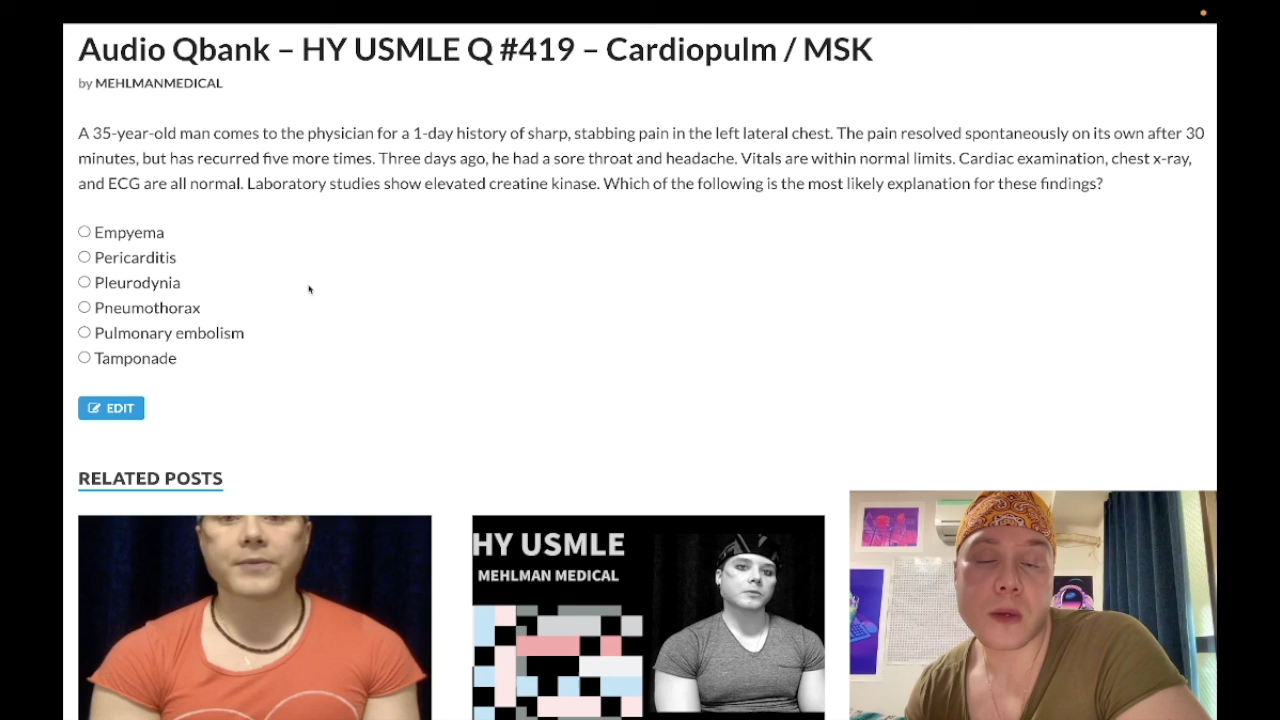 Audio Qbank – HY USMLE Q #419 – Cardiopulm / MSK
by MEHLMANMEDICAL
A 35-year-old man comes to the physician for a 1-day history of sharp, stabbing pain in the left lateral chest. The pain resolved spontaneously on its own after 30
minutes, but has recurred five more times. Three days ago, he had a sore throat and headache. Vitals are within normal limits. Cardiac examination, chest x-ray,
and ECG are all normal. Laboratory studies show elevated creatine kinase. Which of the following is the most likely explanation for these findings?
Empyema
Pericarditis
Pleurodynia
Pneumothorax
Pulmonary embolism
Tamponade
EDIT
RELATED POSTS
HY USMLE
MEHLMAN MEDICAL